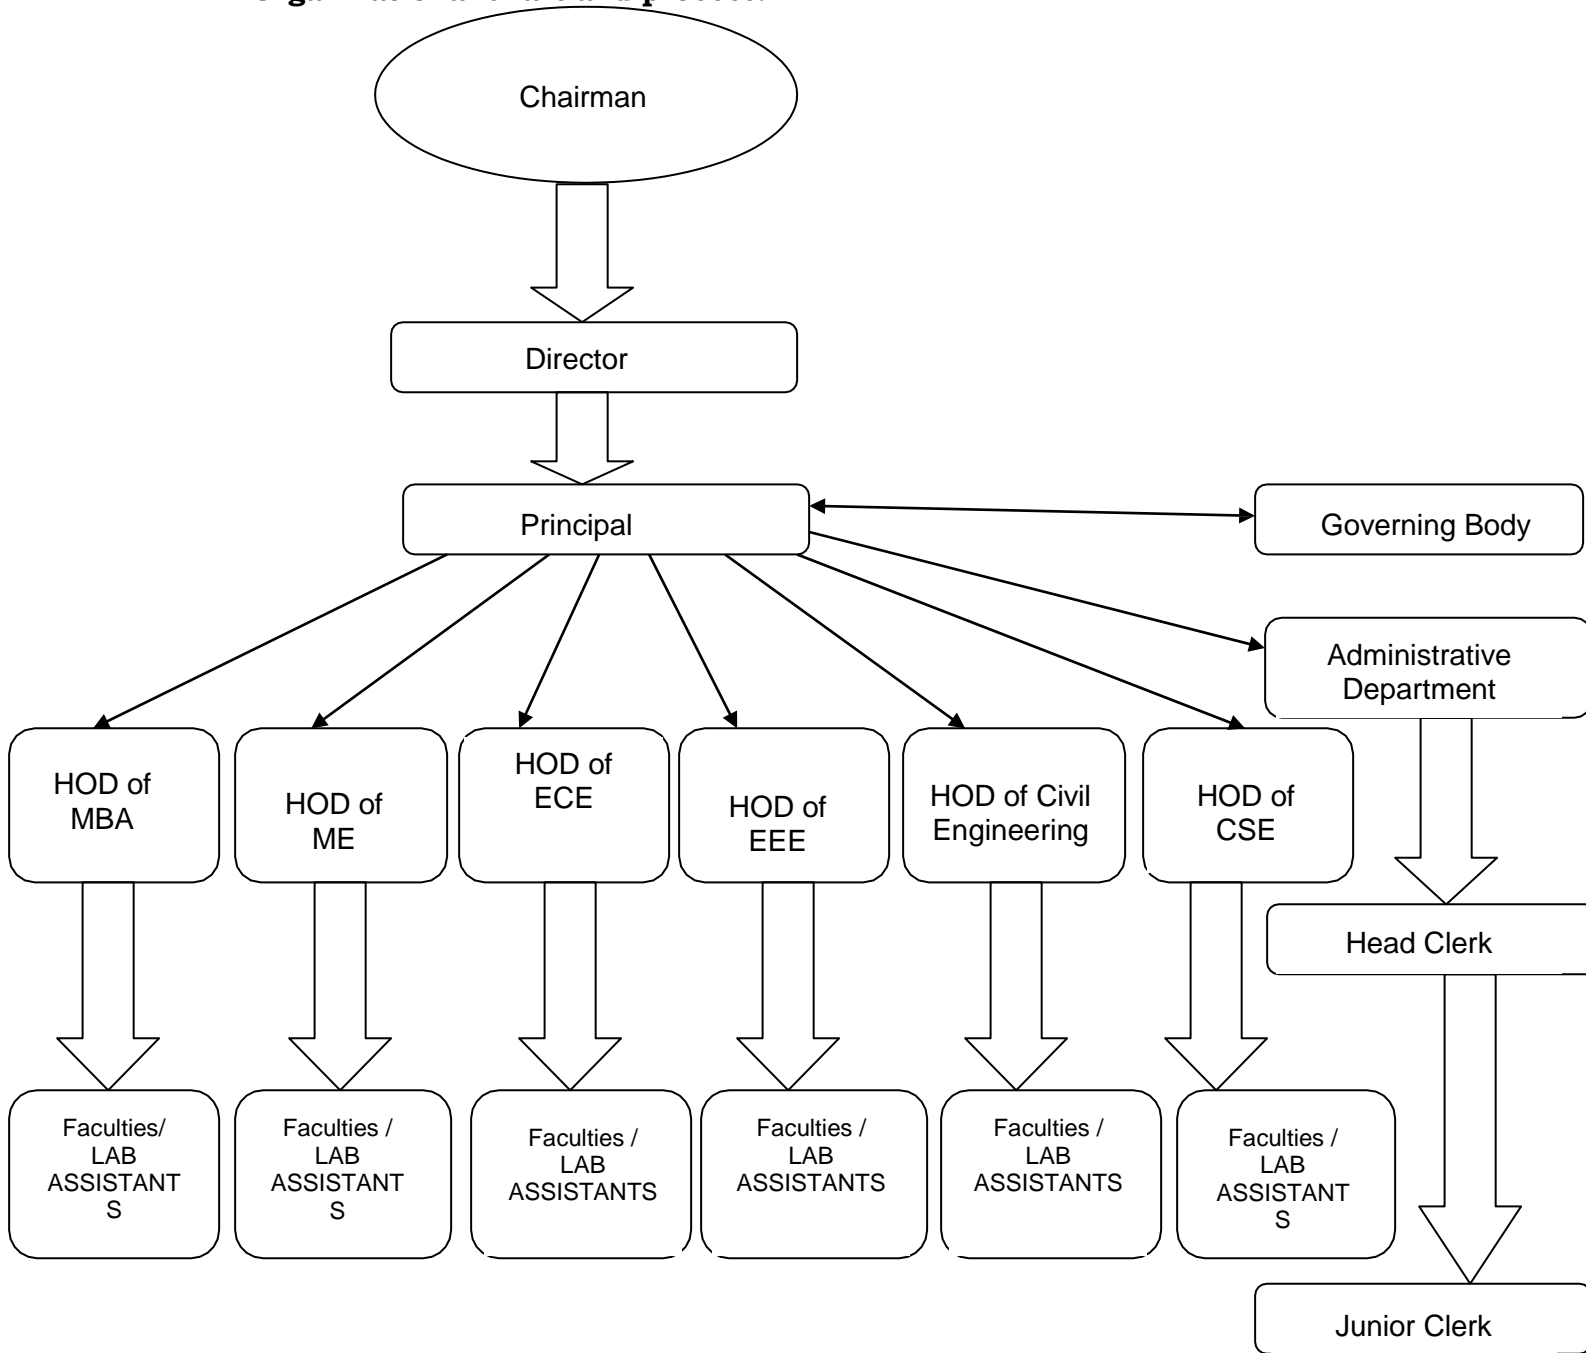 Chairman
Director
Principal
Governing Body
Administrative
Department
HOD of
MBA
HOD of
ME
HOD of
ECE
HOD of
EEE
HOD of Civil
Engineering
HOD of
CSE
Head Clerk
Faculties/
LAB
ASSISTANT
S
Faculties /
LAB
ASSISTANT
S
Faculties /
LAB
ASSISTANTS
Faculties /
LAB
ASSISTANTS
Faculties /
LAB
ASSISTANTS
Faculties /
LAB
ASSISTANT
S
Junior Clerk